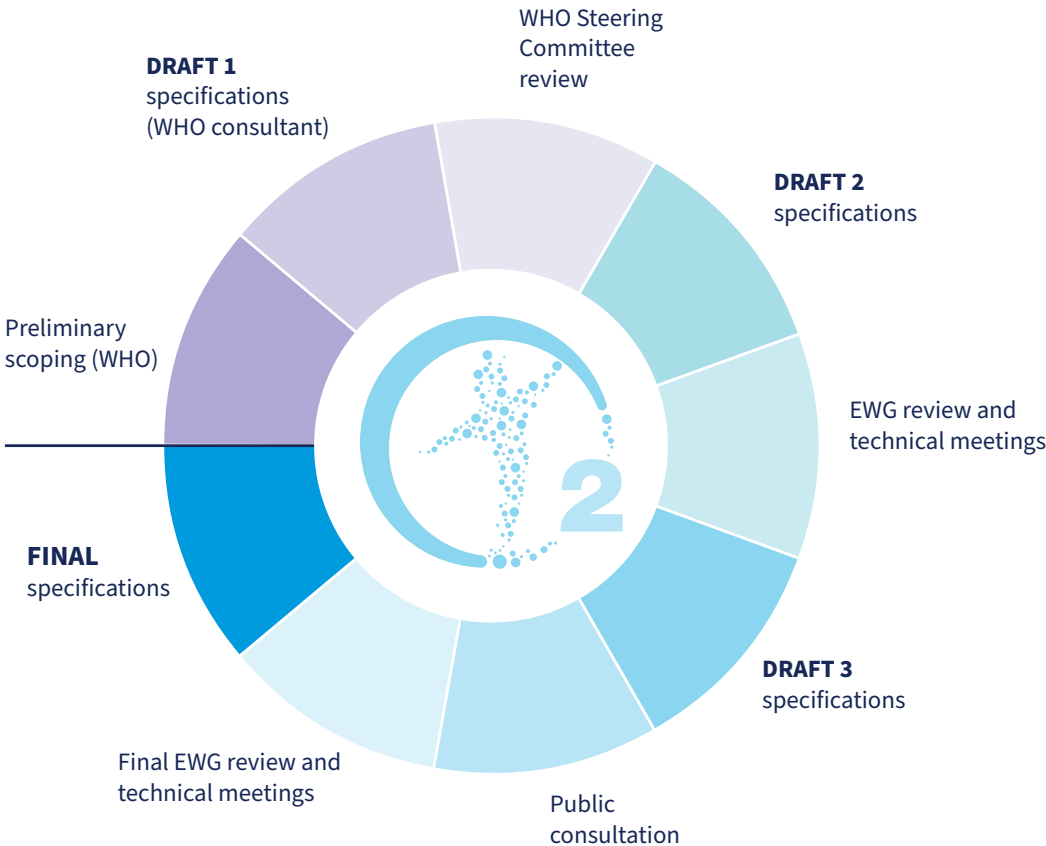 WHO Steering
Committee
review
DRAFT 1
specifications
(WHO consultant)
DRAFT 2
specifications
Preliminary
scoping (WHO)
EWG review and
technical meetings
2
FINAL
specifications
DRAFT 3
specifications
Final EWG review and
technical meetings
Public
consultation